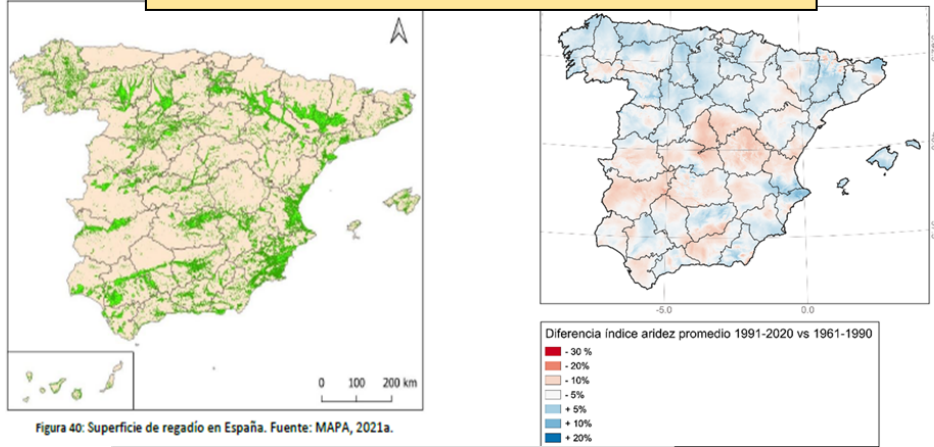 0 100 200 km
Figura 40: Superficie de regadío en España. Fuente: MAPA, 2021a.
-5.0 0.0
Diferencia índice aridez promedio 1991-2020 vs 1961-1990
- 30 %
- 20%
- 10%
- 5%
+ 5%
+ 10%
+ 20%